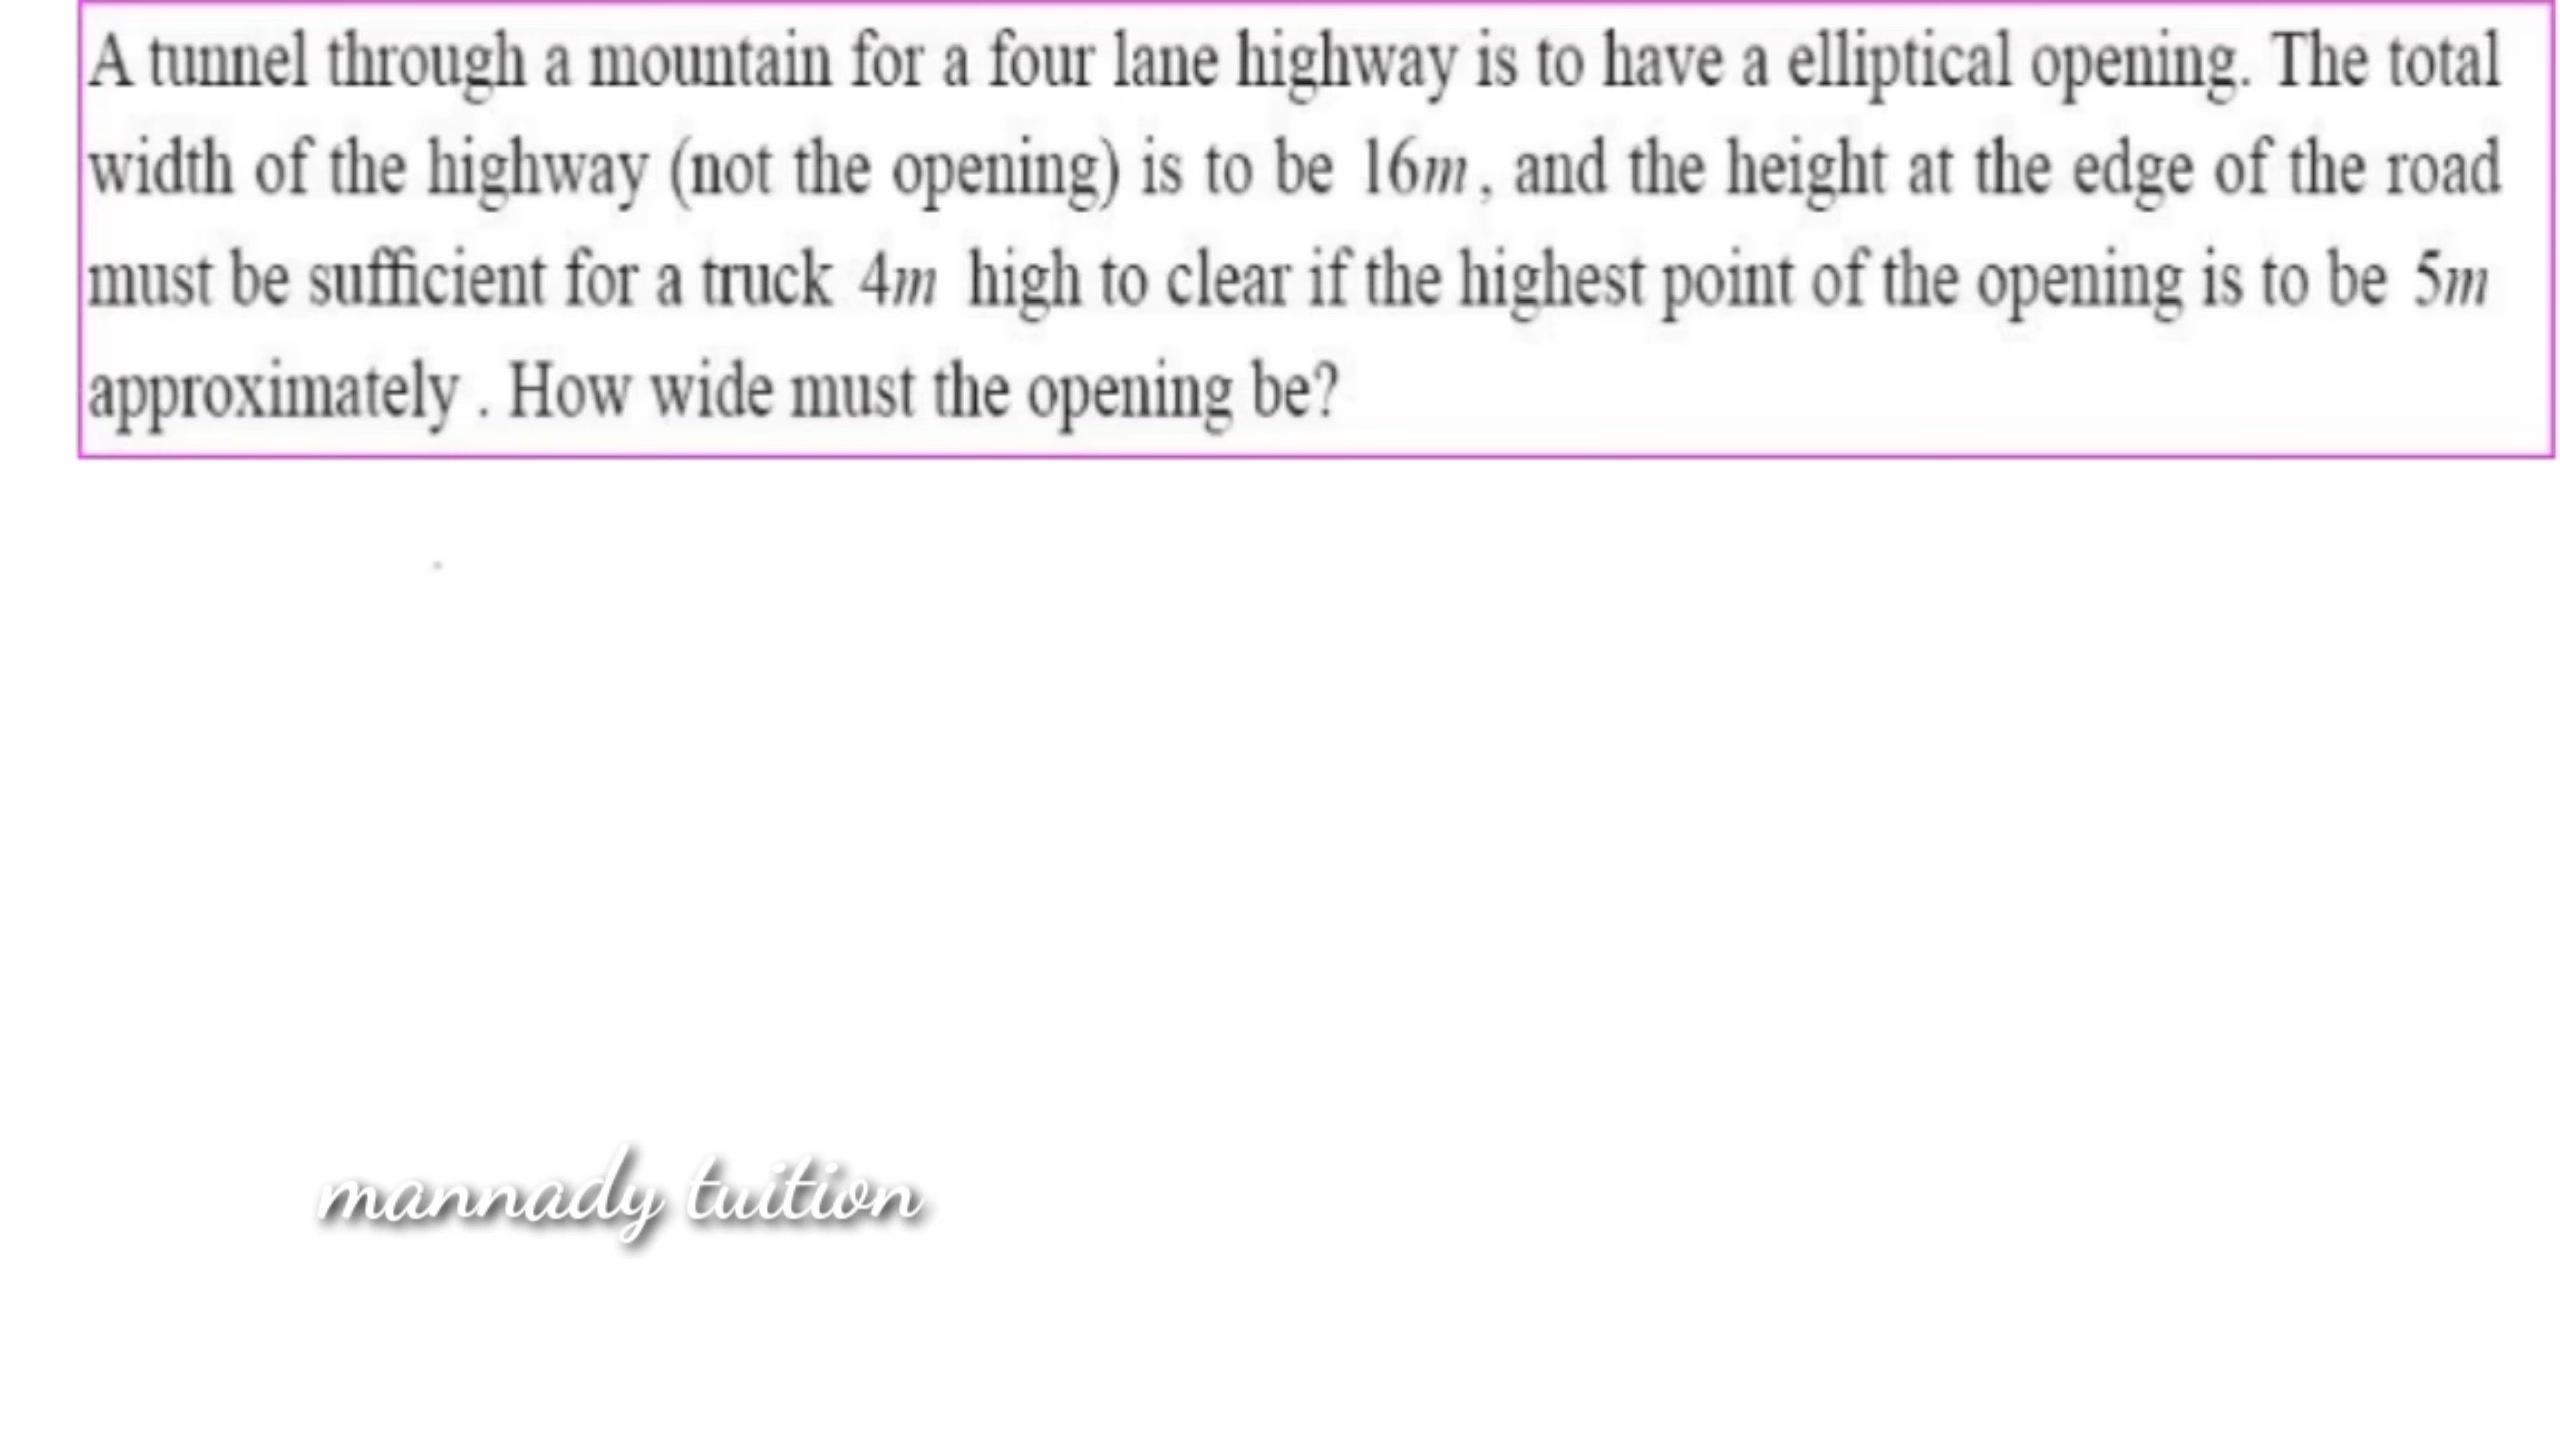 A tunnel through a mountain for a four lane highway is to have a elliptical opening. The total
width of the highway (not the opening) is to be 16m, and the height at the edge of the road
must be sufficient for a truck 4m high to clear if the highest point of the opening is to be 5m
approximately . How wide must the opening be?
mannady tuition